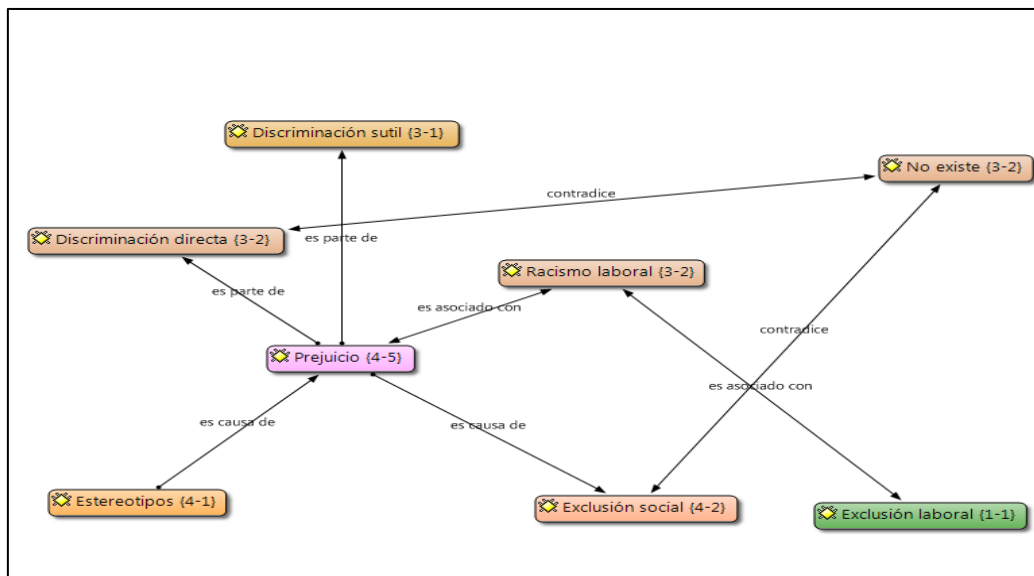 Discriminación sutil {3-1}
No existe {3-2}
contradice
Discriminación directa {3-2}
es parte de
Racismo laboral {3-2}
es parte de
es asociado con
contradice
Prejuicio {4-5}
es asociado con
es causa de
es causa de
Estereotipos {4-1}
Exclusión social {4-2}
Exclusión laboral {1-1}